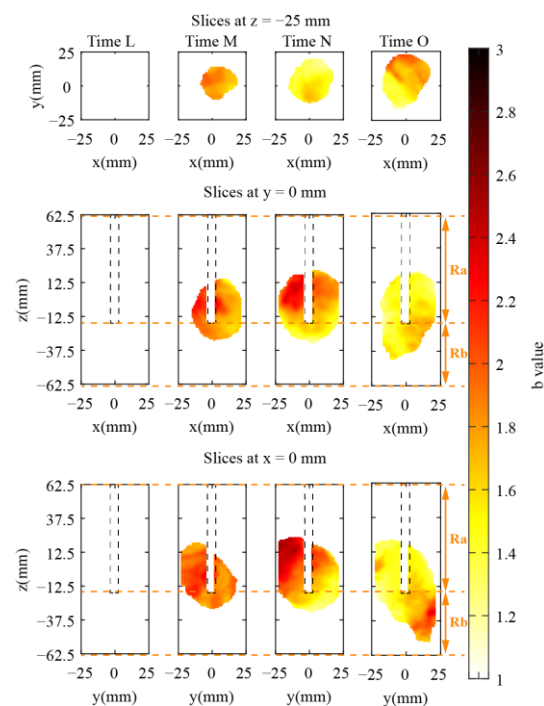 Slices at z = −25 mm
Time L Time M Time N Time O
25
0
−25
y(mm)
−25 0 25 −25 0 25 −25 0 25 −25 0 25
x(mm) x(mm) x(mm) x(mm)
Slices at y = 0 mm
62.5
37.5
12.5
−12.5
−37.5
−62.5
z(mm)
Ra
Rb
−25 0 25 −25 0 25 −25 0 25 −25 0 25
x(mm) x(mm) x(mm) x(mm)
Slices at x = 0 mm
62.5
37.5
12.5
−12.5
−37.5
−62.5
z(mm)
Ra
Rb
−25 0 25 −25 0 25 −25 0 25 −25 0 25
y(mm) y(mm) y(mm) y(mm)
3
2.8
2.6
2.4
2.2
2
1.8
1.6
1.4
1.2
1
b value